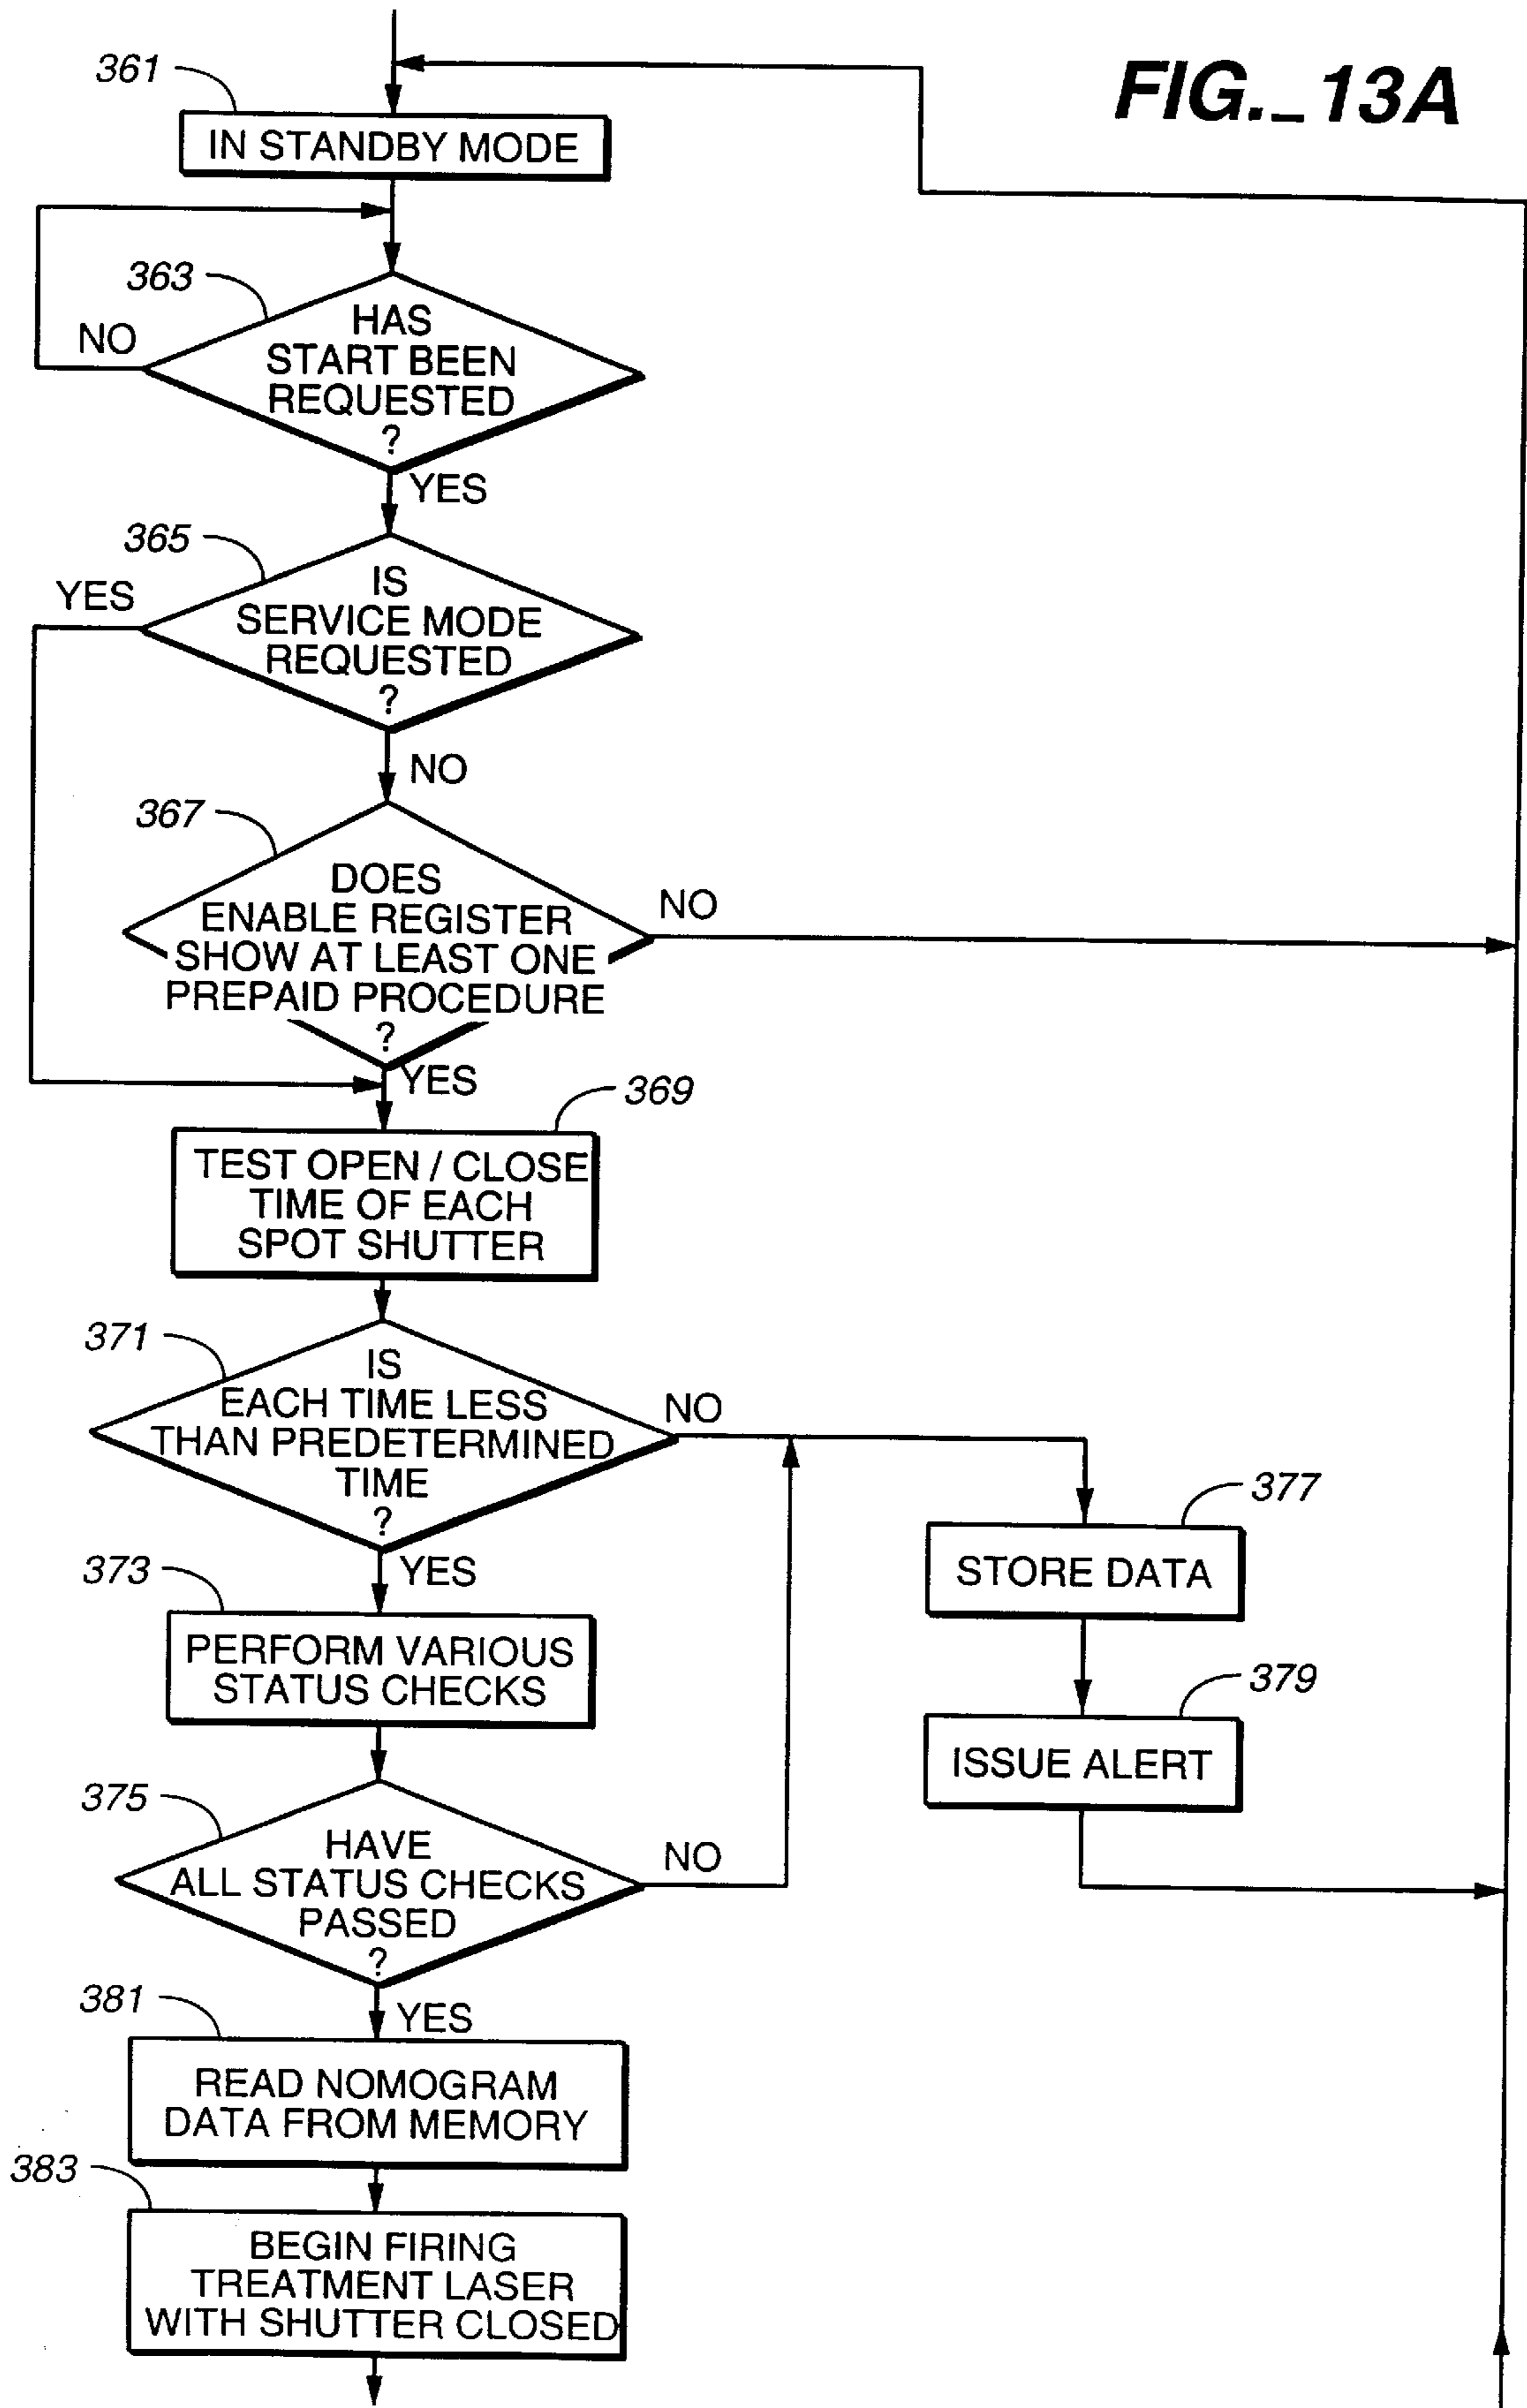 FIG._13A
361
IN STANDBY MODE
363
HAS
START BEEN
REQUESTED
?
NO
YES
365
IS
SERVICE MODE
REQUESTED
?
YES
NO
367
DOES
ENABLE REGISTER
SHOW AT LEAST ONE
PREPAID PROCEDURE
?
NO
YES
369
TEST OPEN / CLOSE
TIME OF EACH
SPOT SHUTTER
371
IS
EACH TIME LESS
THAN PREDETERMINED
TIME
?
NO
YES
377
STORE DATA
373
PERFORM VARIOUS
STATUS CHECKS
379
ISSUE ALERT
375
HAVE
ALL STATUS CHECKS
PASSED
?
NO
YES
381
READ NOMOGRAM
DATA FROM MEMORY
383
BEGIN FIRING
TREATMENT LASER
WITH SHUTTER CLOSED